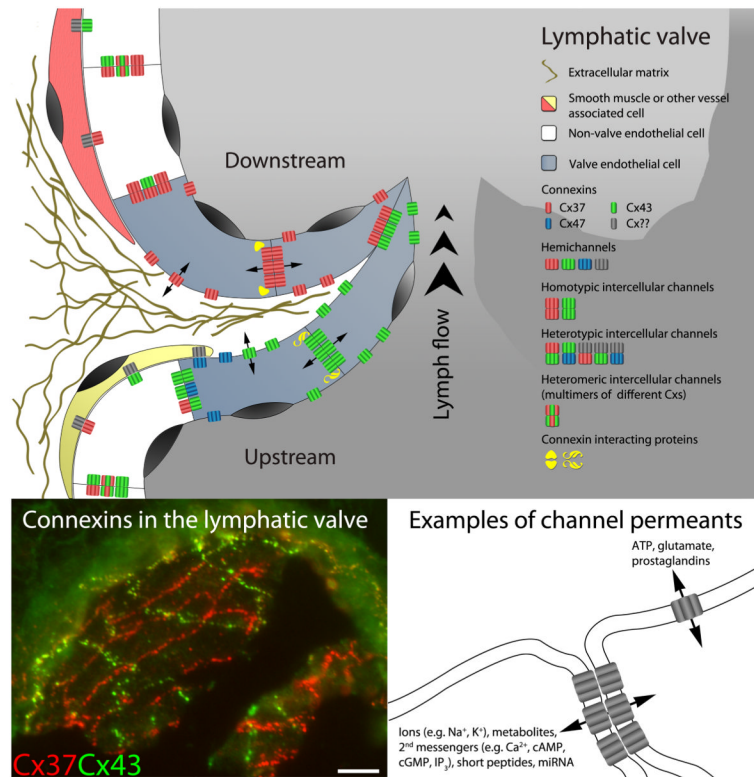 Lymphatic valve
Extracellular matrix
Smooth muscle or other vessel
associated cell
Non-valve endothelial cell
Valve endothelial cell
Connexins
Cx37 Cx43
Cx47 Cx??
Hemichannels
Homotypic intercellular channels
Heterotypic intercellular channels
Heteromeric intercellular channels
(multimers of different Cxs)
Connexin interacting proteins
Downstream
Lymph flow
Upstream
Connexins in the lymphatic valve
Cx37Cx43
Examples of channel permeants
ATP, glutamate,
prostaglandins
Ions (e.g. Na⁺, K⁺), metabolites,
2ⁿᵈ messengers (e.g. Ca²⁺, cAMP,
cGMP, IP₃), short peptides, miRNA